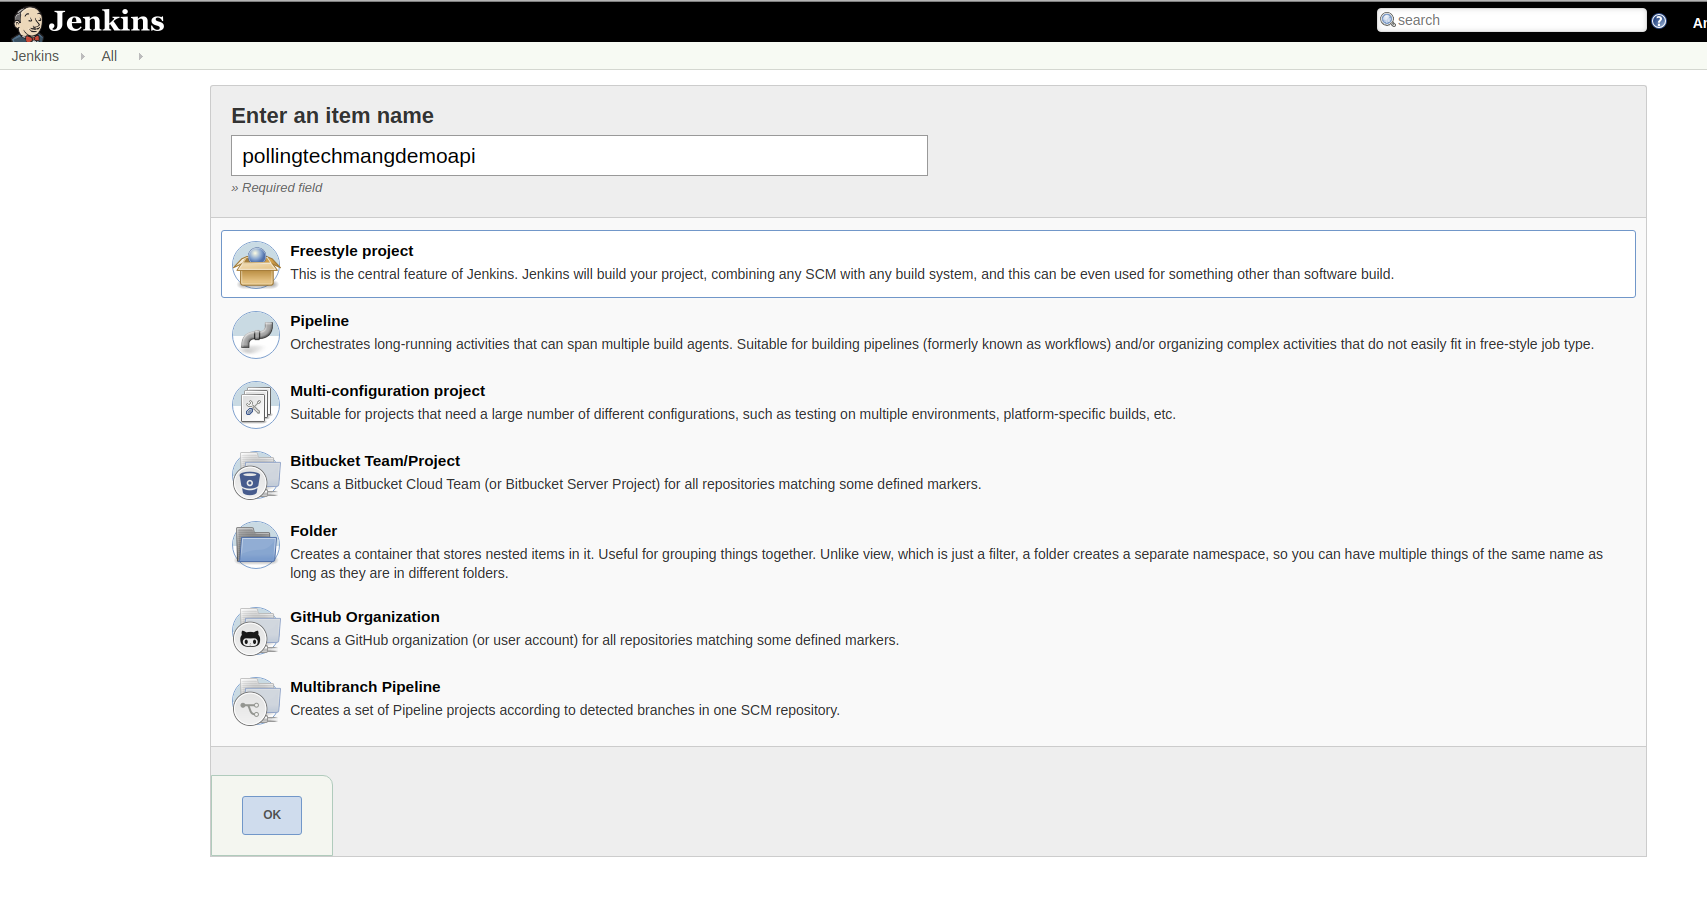 Jenkins
search
Jenkins
All
Enter an item name
pollingtechmangdemoapi
» Required field
Freestyle project
This is the central feature of Jenkins. Jenkins will build your project, combining any SCM with any build system, and this can be even used for something other than software build.
Pipeline
Orchestrates long-running activities that can span multiple build agents. Suitable for building pipelines (formerly known as workflows) and/or organizing complex activities that do not easily fit in free-style job type.
Multi-configuration project
Suitable for projects that need a large number of different configurations, such as testing on multiple environments, platform-specific builds, etc.
Bitbucket Team/Project
Scans a Bitbucket Cloud Team (or Bitbucket Server Project) for all repositories matching some defined markers.
Folder
Creates a container that stores nested items in it. Useful for grouping things together. Unlike view, which is just a filter, a folder creates a separate namespace, so you can have multiple things of the same name as
long as they are in different folders.
GitHub Organization
Scans a GitHub organization (or user account) for all repositories matching some defined markers.
Multibranch Pipeline
Creates a set of Pipeline projects according to detected branches in one SCM repository.
OK